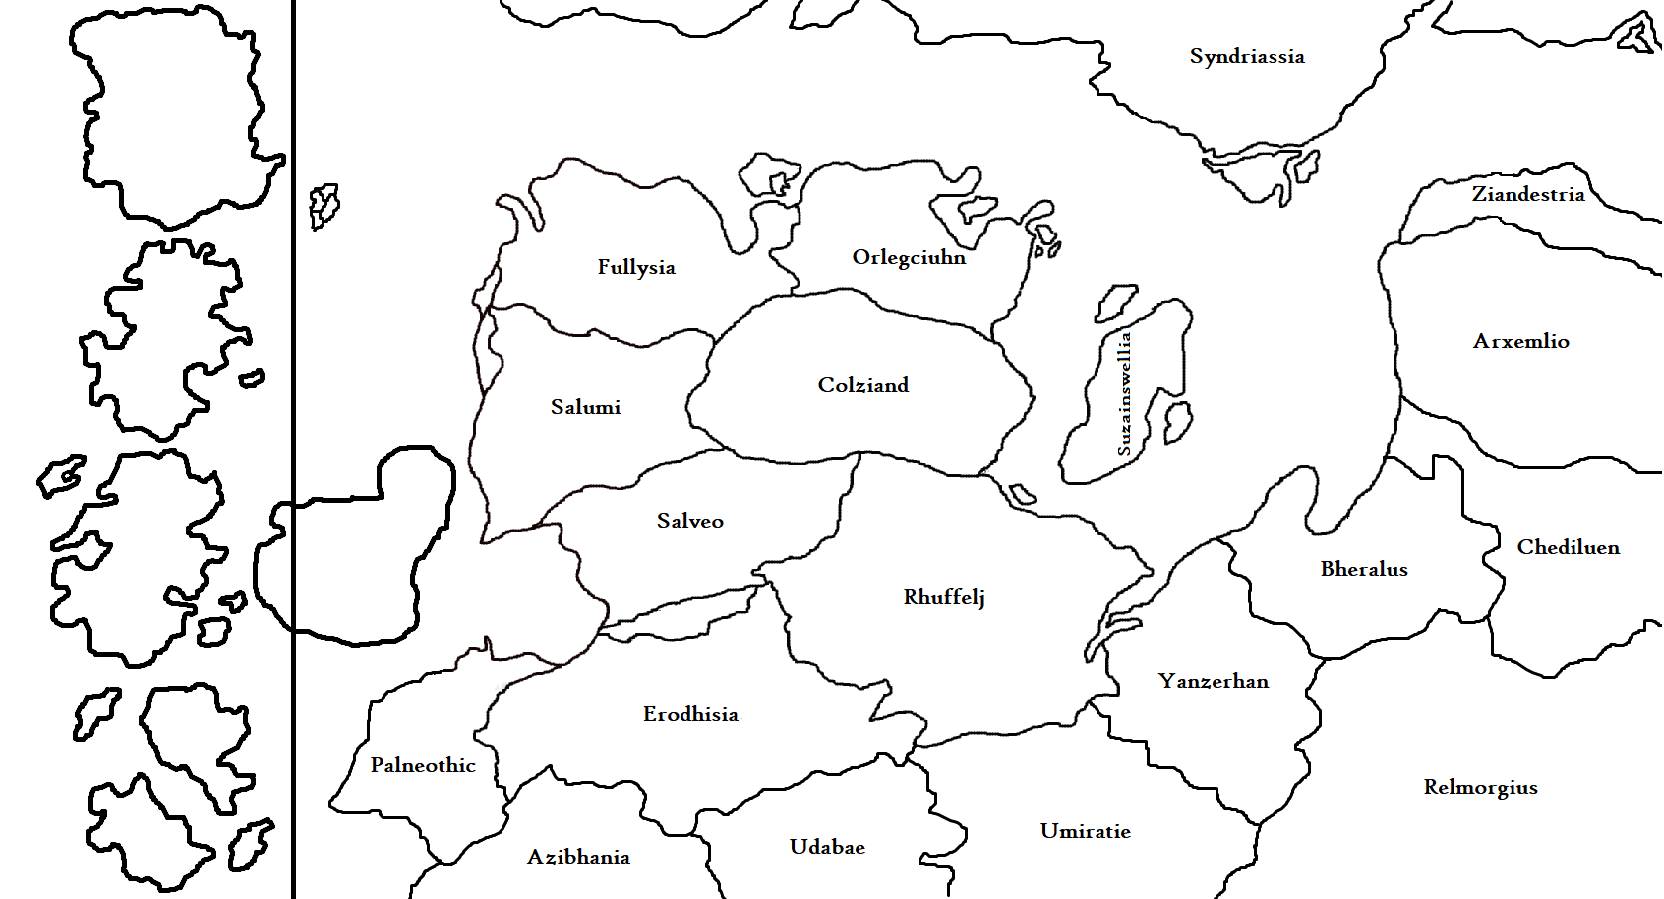 Syndriassia
Ziandestria
Fullysia
Orlegciuhn
Arxemlio
Suzainswellia
Colziand
Salumi
Salveo
Chediluen
Bheralus
Rhuffelj
Yanzerhan
Erodhisia
Palneothic
Relmorgius
Umiratie
Udabae
Azibhania